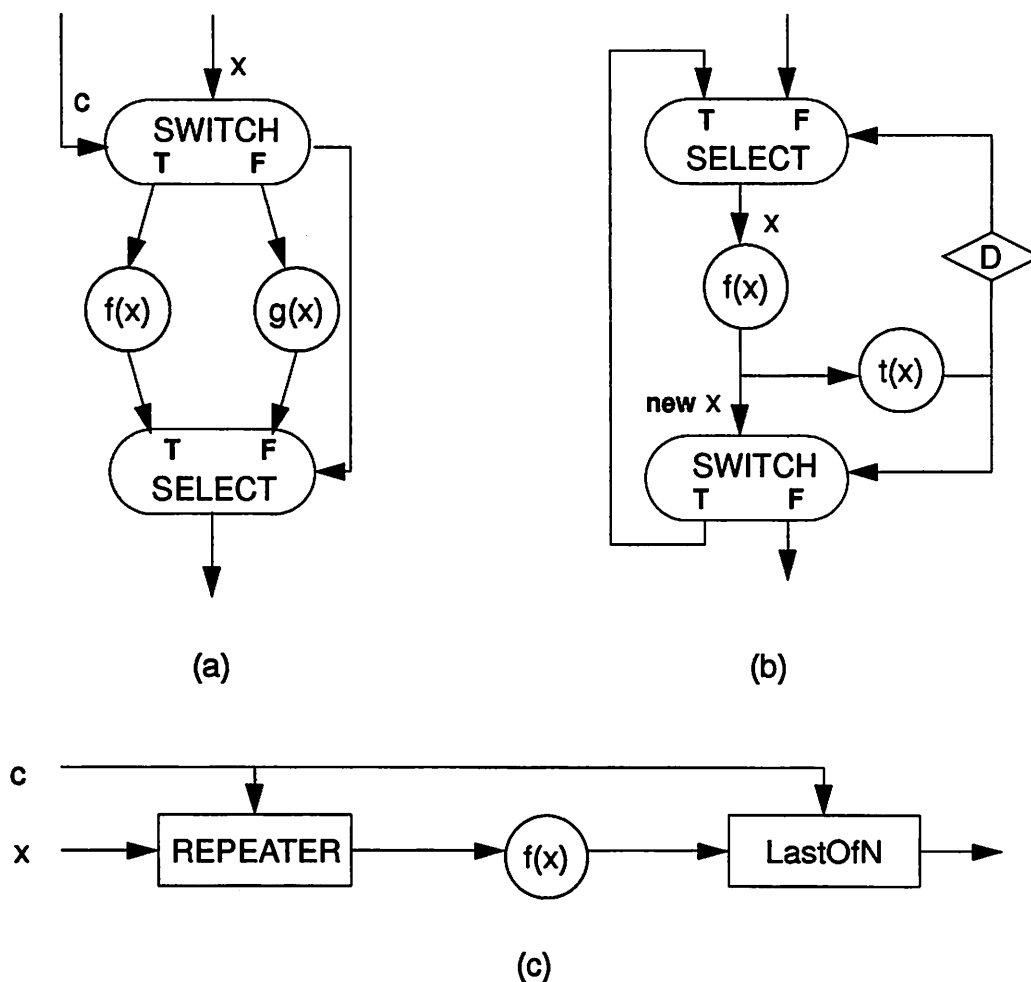 x
c
SWITCH
T F
f(x) g(x)
T F
SELECT
(a)
T F
SELECT
x
f(x)
D
t(x)
new x
SWITCH
T F
(b)
c
x
REPEATER
f(x)
LastOfN
(c)